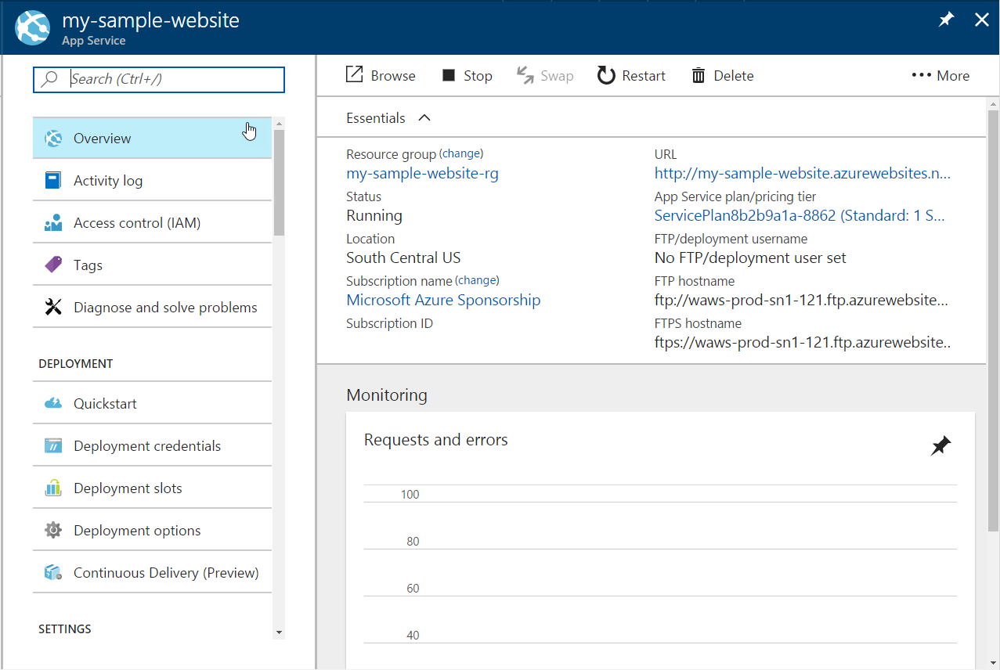 my-sample-website
App Service
Search (Ctrl+/)
Overview
Activity log
Access control (IAM)
Tags
Diagnose and solve problems
DEPLOYMENT
Quickstart
Deployment credentials
Deployment slots
Deployment options
Continuous Delivery (Preview)
SETTINGS
Browse Stop Swap Restart Delete ••• More
Essentials
Resource group (change)
my-sample-website-rg
Status
Running
Location
South Central US
Subscription name (change)
Microsoft Azure Sponsorship
Subscription ID
URL
http://my-sample-website.azurewebsites.n...
App Service plan/pricing tier
ServicePlan8b2b9a1a-8862 (Standard: 1 S...
FTP/deployment username
No FTP/deployment user set
FTP hostname
ftp://waws-prod-sn1-121.ftp.azurewebsite...
FTPS hostname
ftps://waws-prod-sn1-121.ftp.azurewebsite..
Monitoring
Requests and errors
100
80
60
40